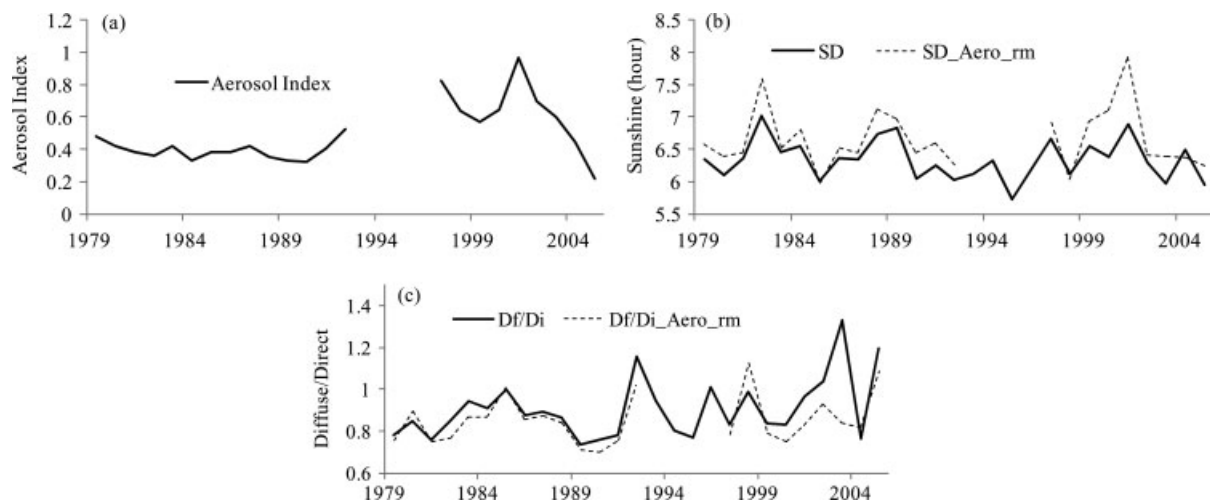 (a)
Aerosol Index
1.2
1
0.8
0.6
0.4
0.2
0
Aerosol Index
1979 1984 1989 1994 1999 2004
(b)
Sunshine (hour)
8.5
8
7.5
7
6.5
6
5.5
SD SD_Aero_rm
1979 1984 1989 1994 1999 2004
(c)
Diffuse/Direct
1.4
1.2
1
0.8
0.6
Df/Di Df/Di_Aero_rm
1979 1984 1989 1994 1999 2004